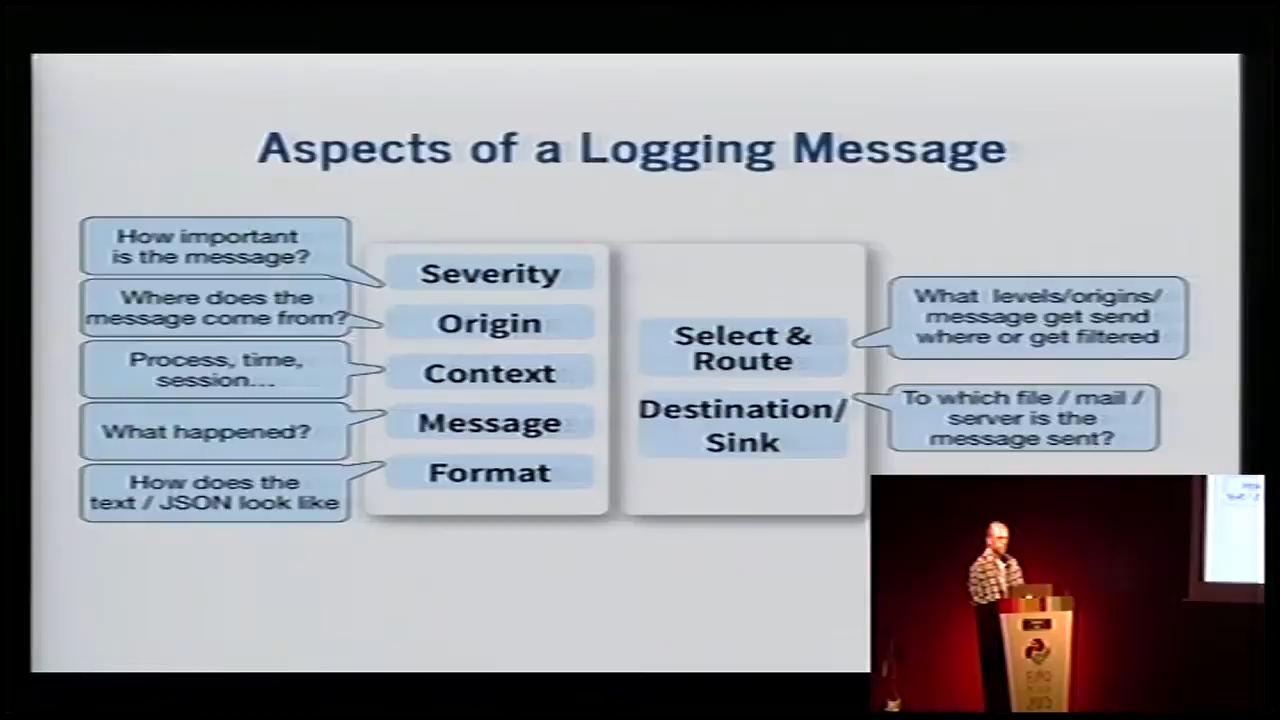 Aspects of a Logging Message
How important
is the message?
Where does the
message come from?
Process, time,
session...
What happened?
How does the
text / JSON look like
Severity
Origin
Context
Message
Format
Select &
Route
Destination/
Sink
What levels/origins/
message get send
where or get filtered
To which file / mail /
server is the
message sent?